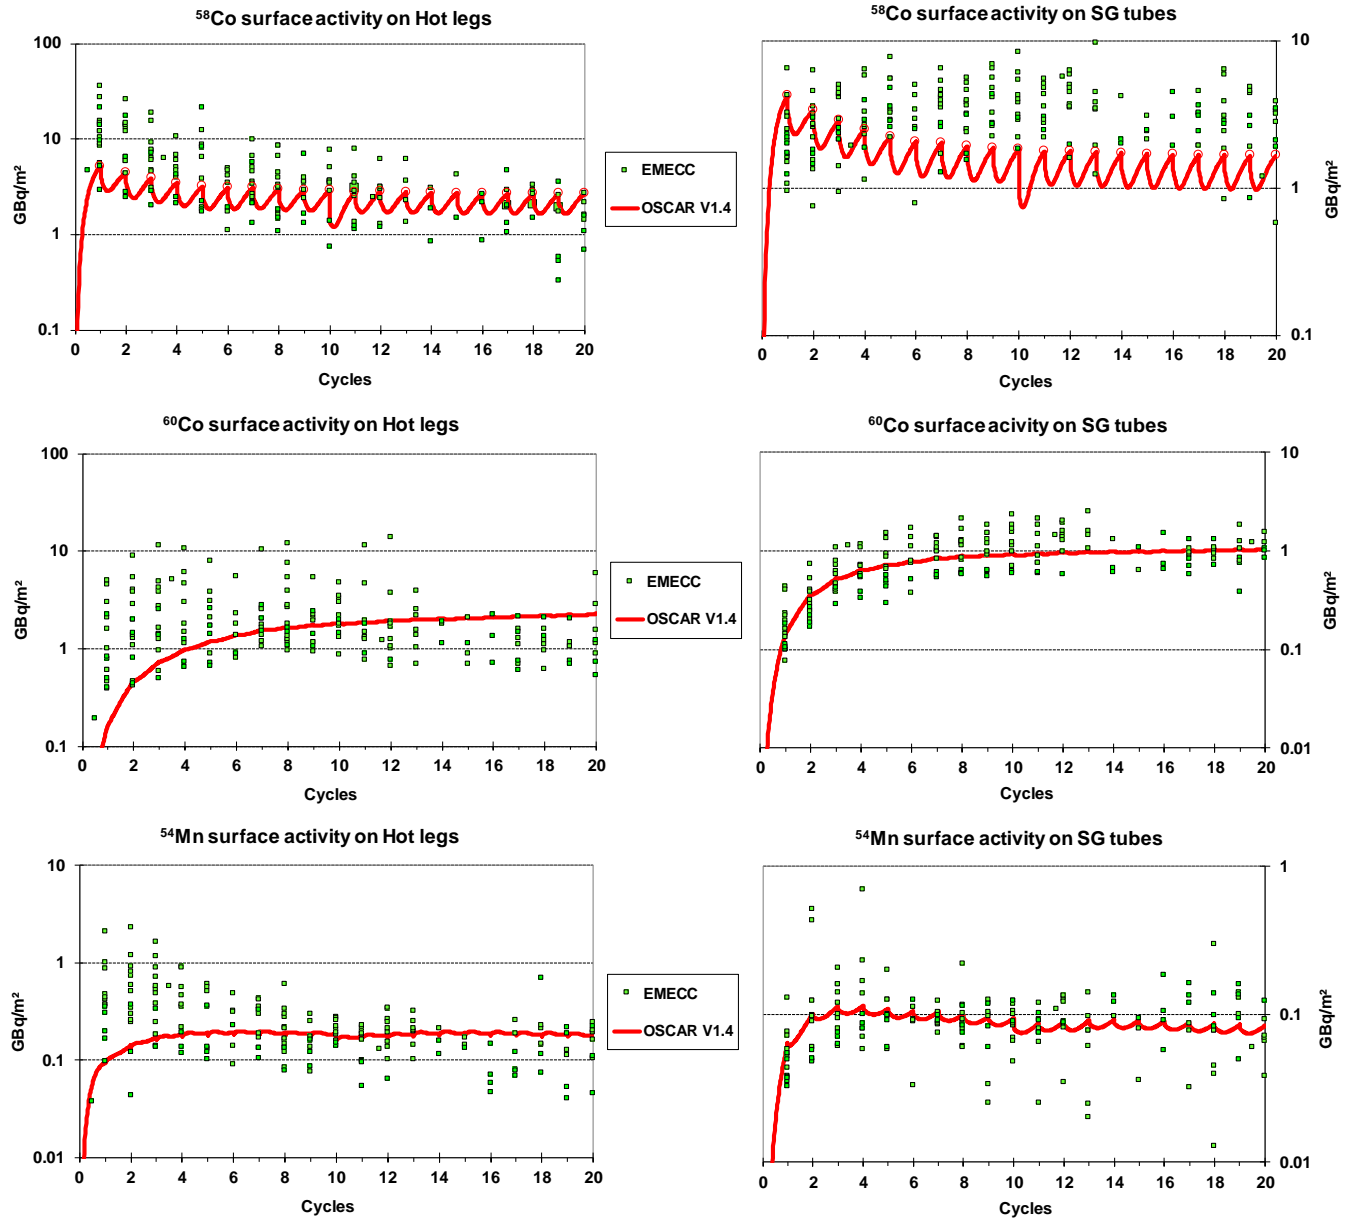 ⁵⁸Co surface activity on Hot legs
GBq/m²
100
10
1
0.1
0 2 4 6 8 10 12 14 16 18 20
Cycles
EMECC
OSCAR V1.4
⁵⁸Co surface activity on SG tubes
10
1
0.1
GBq/m²
0 2 4 6 8 10 12 14 16 18 20
Cycles
⁶⁰Co surface activity on Hot legs
GBq/m²
100
10
1
0.1
0 2 4 6 8 10 12 14 16 18 20
Cycles
EMECC
OSCAR V1.4
⁶⁰Co surface acivity on SG tubes
10
1
0.1
0.01
GBq/m²
0 2 4 6 8 10 12 14 16 18 20
Cycles
⁵⁴Mn surface activity on Hot legs
GBq/m²
10
1
0.1
0.01
0 2 4 6 8 10 12 14 16 18 20
Cycles
EMECC
OSCAR V1.4
⁵⁴Mn surface activity on SG tubes
1
0.1
0.01
GBq/m²
0 2 4 6 8 10 12 14 16 18 20
Cycles